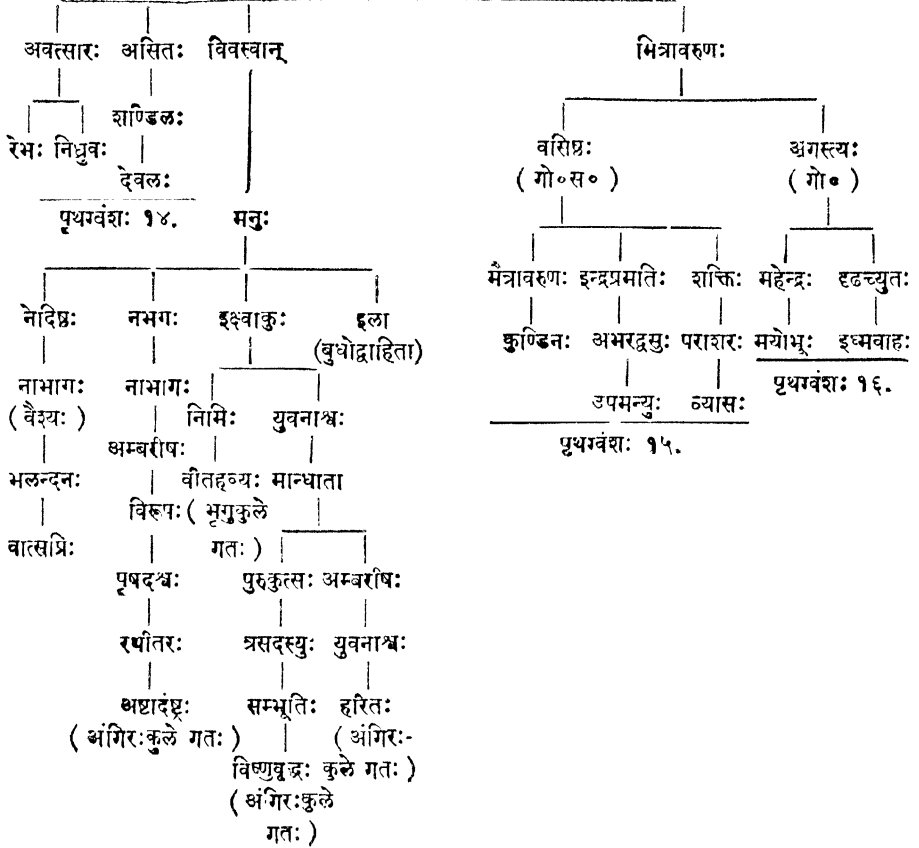 अवत्सारः असितः विवस्वान् मित्रावरुणः
शण्डिलः
रेभः निध्रुवः वसिष्ठः अगस्त्यः
देवलः ( गो०स० ) ( गो० )
पृथग्वंशः १४. मनुः
मैत्रावरुणः इन्द्रप्रमतिः शक्तिः महेन्द्रः दृढच्युतः
नेदिष्ठः नभगः इक्ष्वाकुः इला
(बुधोद्वाहिता) कुण्डिनः अभरद्वसुः पराशरः मयोभूः इध्मवाहः
नाभागः नाभागः पृथग्वंशः १६.
( वैश्यः ) निमिः युवनाश्वः उपमन्युः व्यासः
अम्बरीषः पृथग्वंशः १५.
भलन्दनः वीतहव्यः मान्धाता
विरूपः ( भृगुकुले
वात्सप्रिः गतः )
पृषदश्वः पुरुकुत्सः अम्बरीषः
रथीतरः त्रसदस्युः युवनाश्वः
अष्टादंष्ट्रः सम्भूतिः हरितः
( अंगिरःकुले गतः ) ( अंगिरः-
विष्णुवृद्धः कुले गतः )
( अंगिरःकुले
गतः )